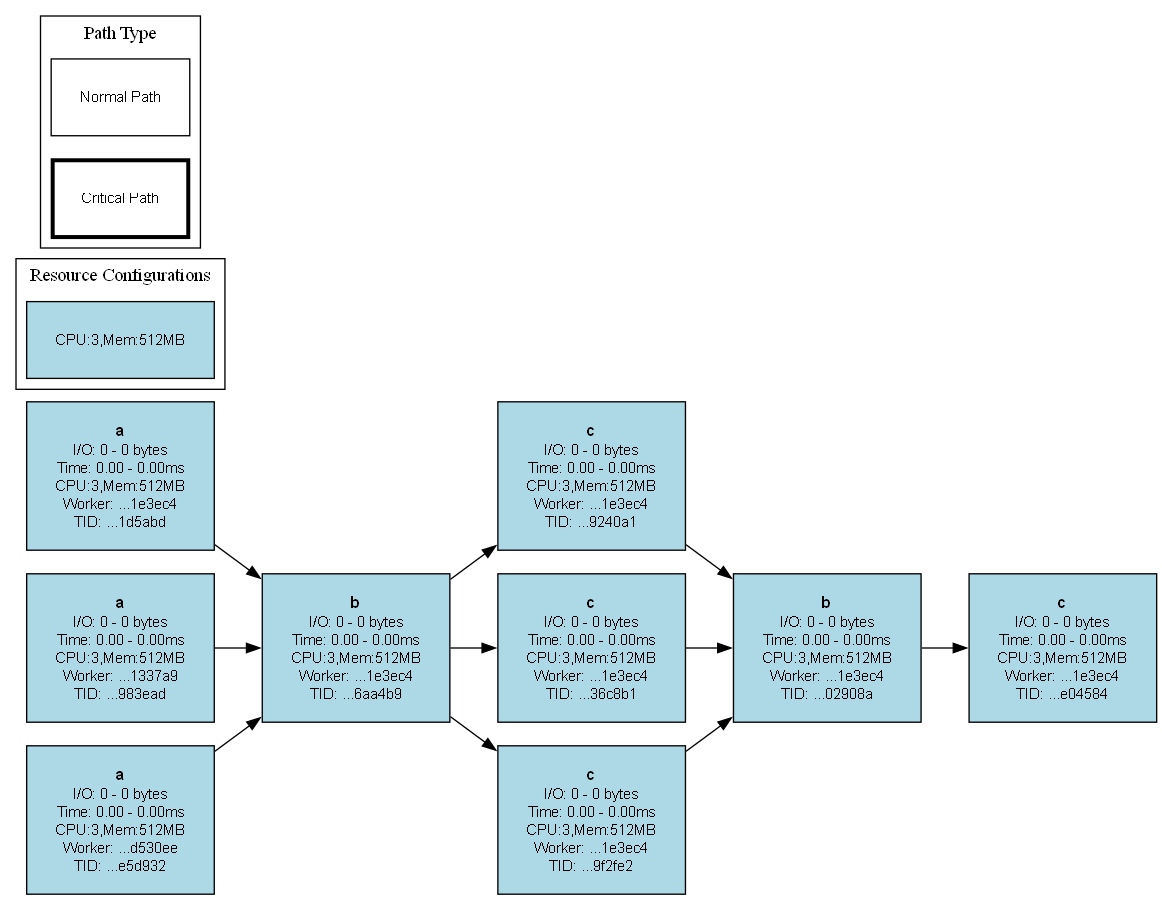 Path Type
Normal Path
Critical Path
Resource Configurations
CPU:3,Mem:512MB
a
I/O: 0 - 0 bytes
Time: 0.00 - 0.00ms
CPU:3,Mem:512MB
Worker: ...1e3ec4
TID: ...1d5abd
a
I/O: 0 - 0 bytes
Time: 0.00 - 0.00ms
CPU:3,Mem:512MB
Worker: ...1337a9
TID: ...983ead
a
I/O: 0 - 0 bytes
Time: 0.00 - 0.00ms
CPU:3,Mem:512MB
Worker: ...d530ee
TID: ...e5d932
b
I/O: 0 - 0 bytes
Time: 0.00 - 0.00ms
CPU:3,Mem:512MB
Worker: ...1e3ec4
TID: ...6aa4b9
c
I/O: 0 - 0 bytes
Time: 0.00 - 0.00ms
CPU:3,Mem:512MB
Worker: ...1e3ec4
TID: ...9240a1
c
I/O: 0 - 0 bytes
Time: 0.00 - 0.00ms
CPU:3,Mem:512MB
Worker: ...1e3ec4
TID: ...36c8b1
c
I/O: 0 - 0 bytes
Time: 0.00 - 0.00ms
CPU:3,Mem:512MB
Worker: ...1e3ec4
TID: ...9f2fe2
b
I/O: 0 - 0 bytes
Time: 0.00 - 0.00ms
CPU:3,Mem:512MB
Worker: ...1e3ec4
TID: ...02908a
c
I/O: 0 - 0 bytes
Time: 0.00 - 0.00ms
CPU:3,Mem:512MB
Worker: ...1e3ec4
TID: ...e04584